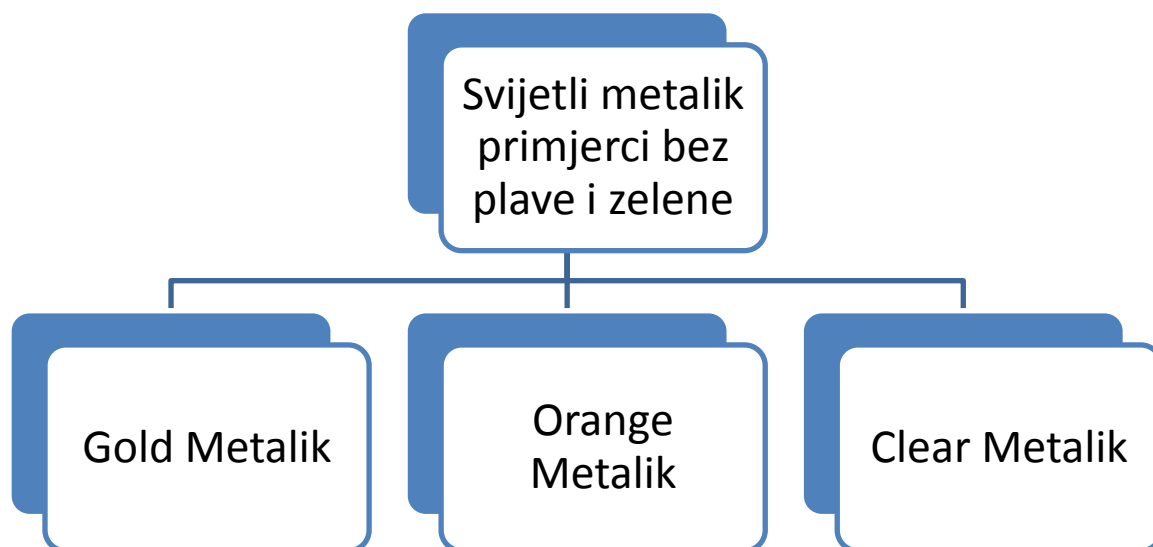 Svijetli metalik
primjerci bez
plave i zelene
Gold Metalik
Orange
Metalik
Clear Metalik